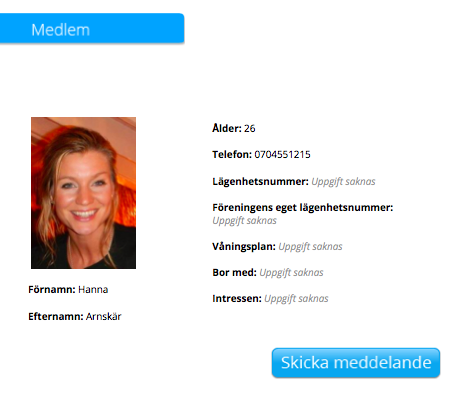 Medlem
Ålder: 26
Telefon: 0704551215
Lägenhetsnummer: Uppgift saknas
Föreningens eget lägenhetsnummer:
Uppgift saknas
Våningsplan: Uppgift saknas
Bor med: Uppgift saknas
Intressen: Uppgift saknas
Förnamn: Hanna
Efternamn: Arnskär
Skicka meddelande